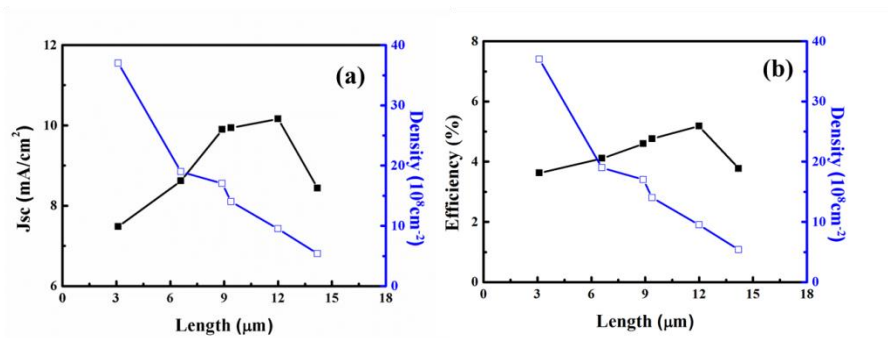 (a)
Jsc (mA/cm²)
12
10
8
6
Density (10⁸cm⁻²)
40
30
20
10
0
0 3 6 9 12 15 18
Length (μm)
(b)
Efficiency (%)
8
6
4
2
0
Density (10⁸cm⁻²)
40
30
20
10
0
0 3 6 9 12 15 18
Length (μm)